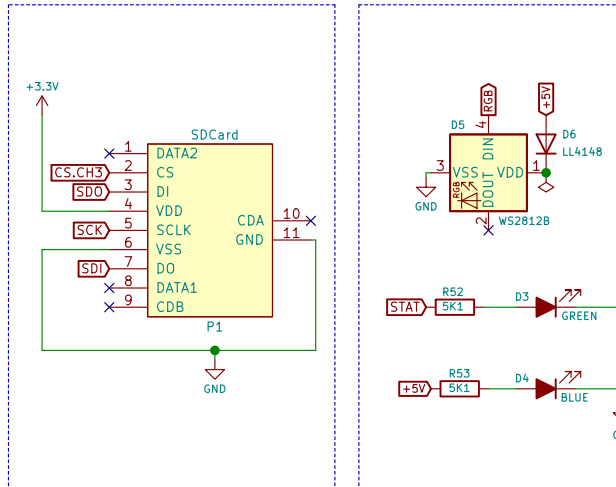 +3.3V
SDCard
1 DATA2
CS.CH3 2 CS
SDO 3 DI
4 VDD
SCK 5 SCLK
6 VSS
SDI 7 DO
8 DATA1
9 CDB
CDA 10
GND 11
P1
GND
RGB
+5V
D5
4
D6
LL4148
DIN
3 VSS
VDD 1
RGB
DOUT
2
GND
WS2812B
R52
D3
STAT
5K1
GREEN
R53
D4
+5V
5K1
BLUE